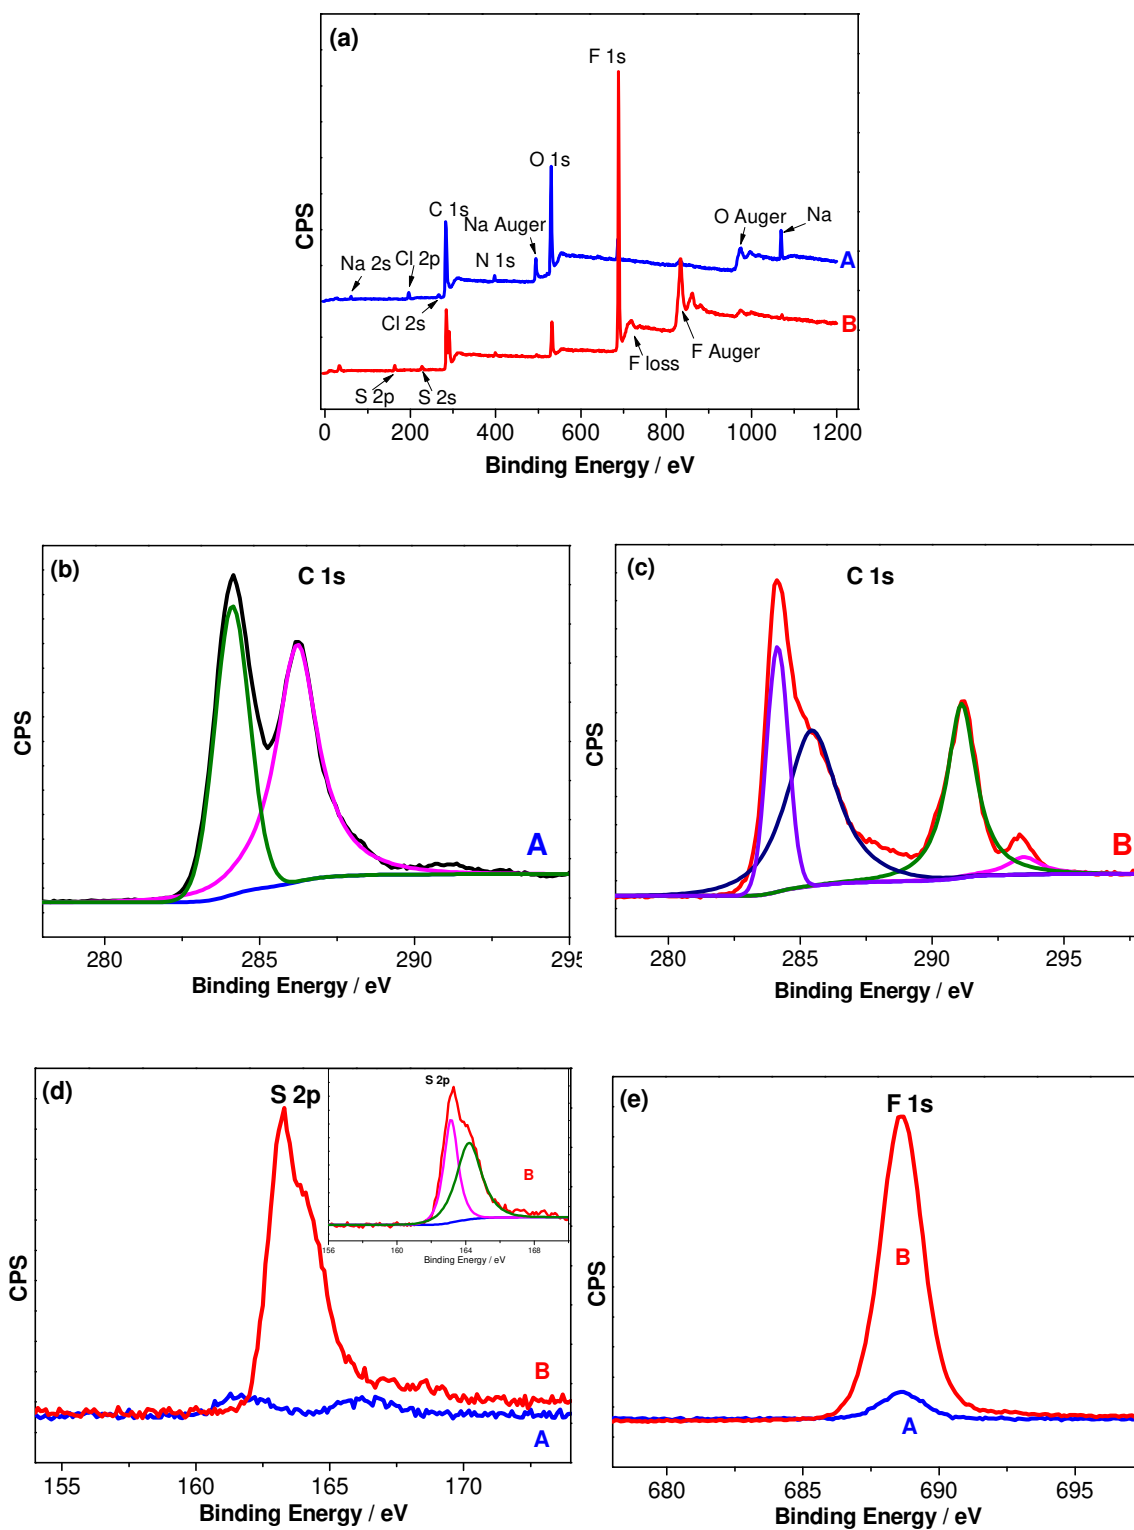 (a)
F 1s
O 1s
C 1s
Na Auger
O Auger
Na
Cl 2p
N 1s
Na 2s
A
Cl 2s
B
F Auger
F loss
S 2p
S 2s
CPS
0 200 400 600 800 1000 1200
Binding Energy / eV
(b)
C 1s
A
CPS
280 285 290 295
Binding Energy / eV
(c)
C 1s
B
CPS
280 285 290 295
Binding Energy / eV
(d)
S 2p
S 2p
B
156 160 164 168
Binding Energy / eV
B
A
CPS
155 160 165 170
Binding Energy / eV
(e)
F 1s
B
A
CPS
680 685 690 695
Binding Energy / eV